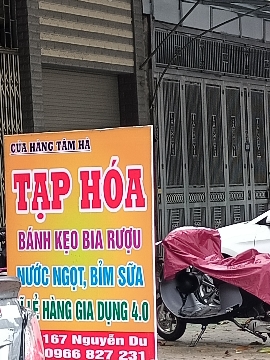 CỬA HÀNG TÂM HÀ
TẠP HÓA
BÁNH KẸO BIA RƯỢU
NƯỚC NGỌT, BỈM SỮA
LẺ HÀNG GIA DỤNG 4.0
167 Nguyễn Du
0966 827 231